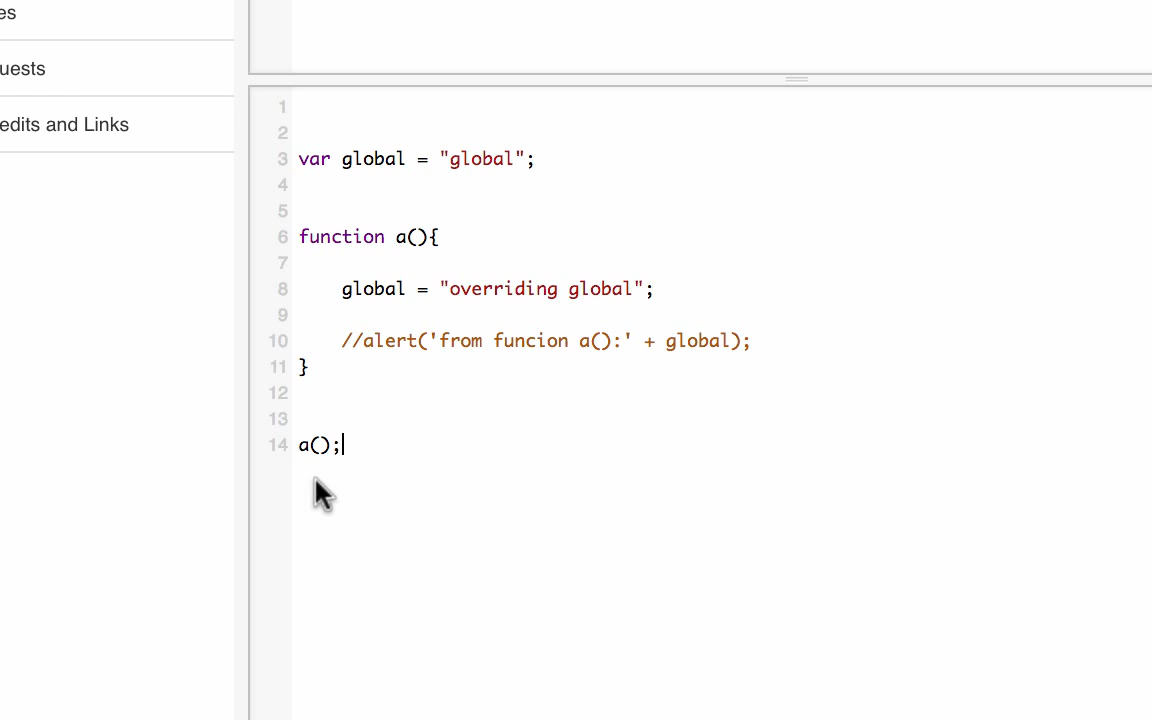 es
uests
edits and Links
1
2
3 var global = "global";
4
5
6 function a(){
7
8 global = "overriding global";
9
10 //alert('from funcion a():' + global);
11 }
12
13
14 a();